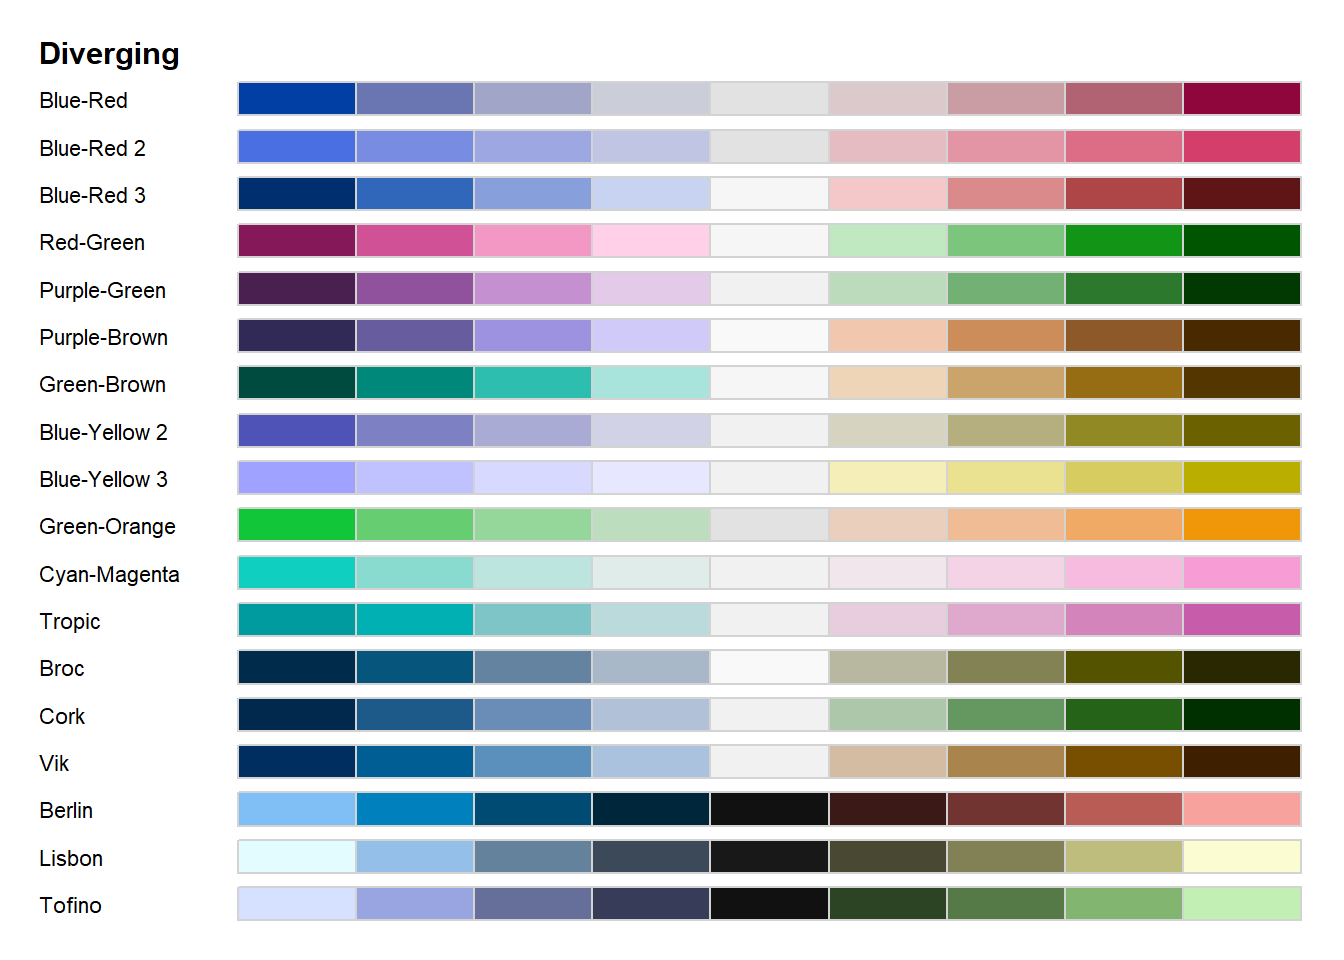 Diverging
Blue-Red
Blue-Red 2
Blue-Red 3
Red-Green
Purple-Green
Purple-Brown
Green-Brown
Blue-Yellow 2
Blue-Yellow 3
Green-Orange
Cyan-Magenta
Tropic
Broc
Cork
Vik
Berlin
Lisbon
Tofino